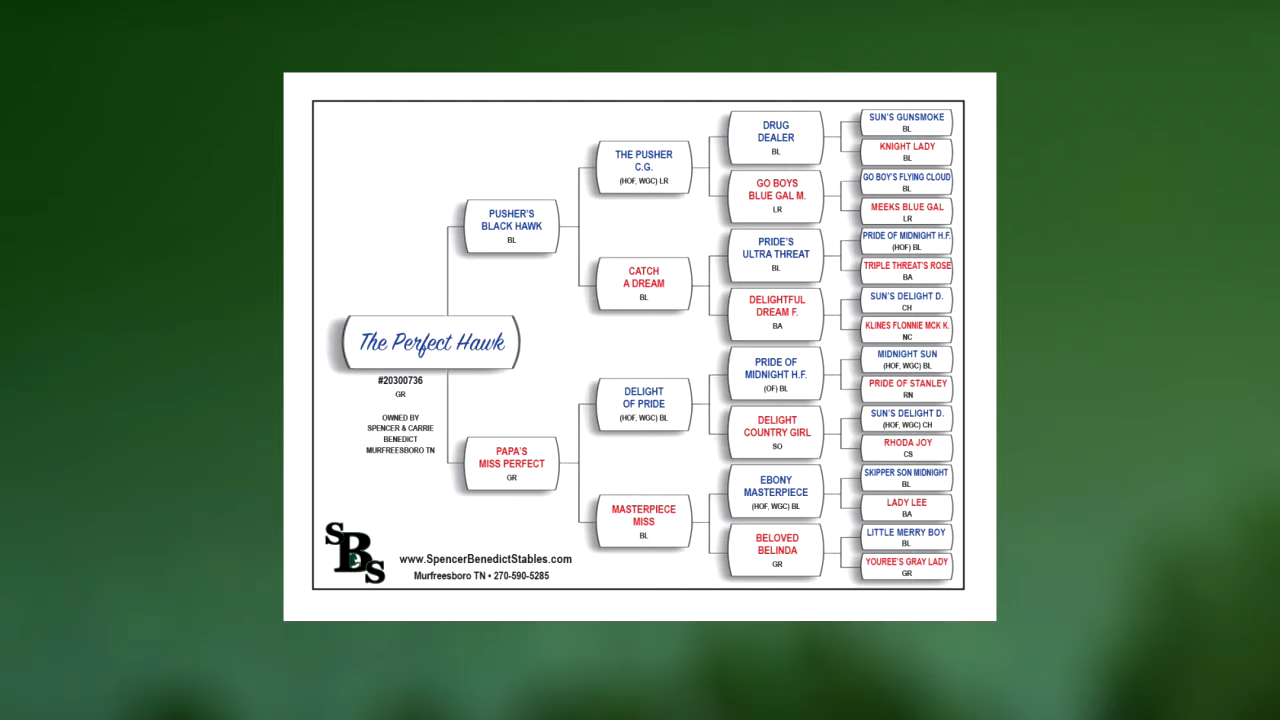 DRUG
DEALER
BL
SUN'S GUNSMOKE
BL
KNIGHT LADY
BL
THE PUSHER
C.G.
(HOF, WGC) LR
GO BOYS
BLUE GAL M.
LR
GO BOY'S FLYING CLOUD
BL
MEEKS BLUE GAL
LR
PUSHER'S
BLACK HAWK
BL
PRIDE'S
ULTRA THREAT
BL
PRIDE OF MIDNIGHT H.F.
(HOF) BL
TRIPLE THREAT'S ROSE
BA
CATCH
A DREAM
BL
DELIGHTFUL
DREAM F.
BA
SUN'S DELIGHT D.
CH
KLINES FLONNIE MCK K.
NC
The Perfect Hawk
#20300736
GR
OWNED BY
SPENCER & CARRIE
BENEDICT
MURFREESBORO TN
PRIDE OF
MIDNIGHT H.F.
(OF) BL
MIDNIGHT SUN
(HOF, WGC) BL
PRIDE OF STANLEY
RN
DELIGHT
OF PRIDE
(HOF, WGC) BL
DELIGHT
COUNTRY GIRL
SO
SUN'S DELIGHT D.
(HOF, WGC) CH
RHODA JOY
CS
PAPA'S
MISS PERFECT
GR
EBONY
MASTERPIECE
(HOF, WGC) BL
SKIPPER SON MIDNIGHT
BL
LADY LEE
BA
MASTERPIECE
MISS
BL
BELOVED
BELINDA
GR
LITTLE MERRY BOY
BL
YOUREE'S GRAY LADY
GR
SBS
www.SpencerBenedictStables.com
Murfreesboro TN • 270-590-5285